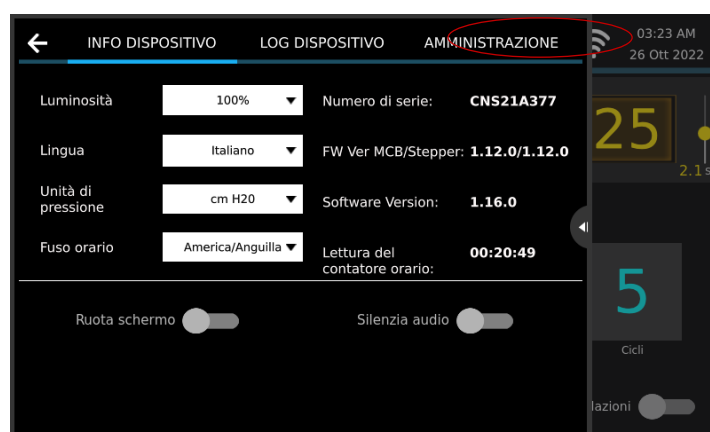 INFO DISPOSITIVO LOG DISPOSITIVO AMMINISTRAZIONE
03:23 AM
26 Ott 2022
Luminosità 100% Numero di serie: CNS21A377
Lingua Italiano FW Ver MCB/Stepper: 1.12.0/1.12.0
Unità di
pressione cm H20 Software Version: 1.16.0
Fuso orario America/Anguilla Lettura del
contatore orario: 00:20:49
Ruota schermo Silenzia audio
25
2.1 s
5
Cicli
lazioni